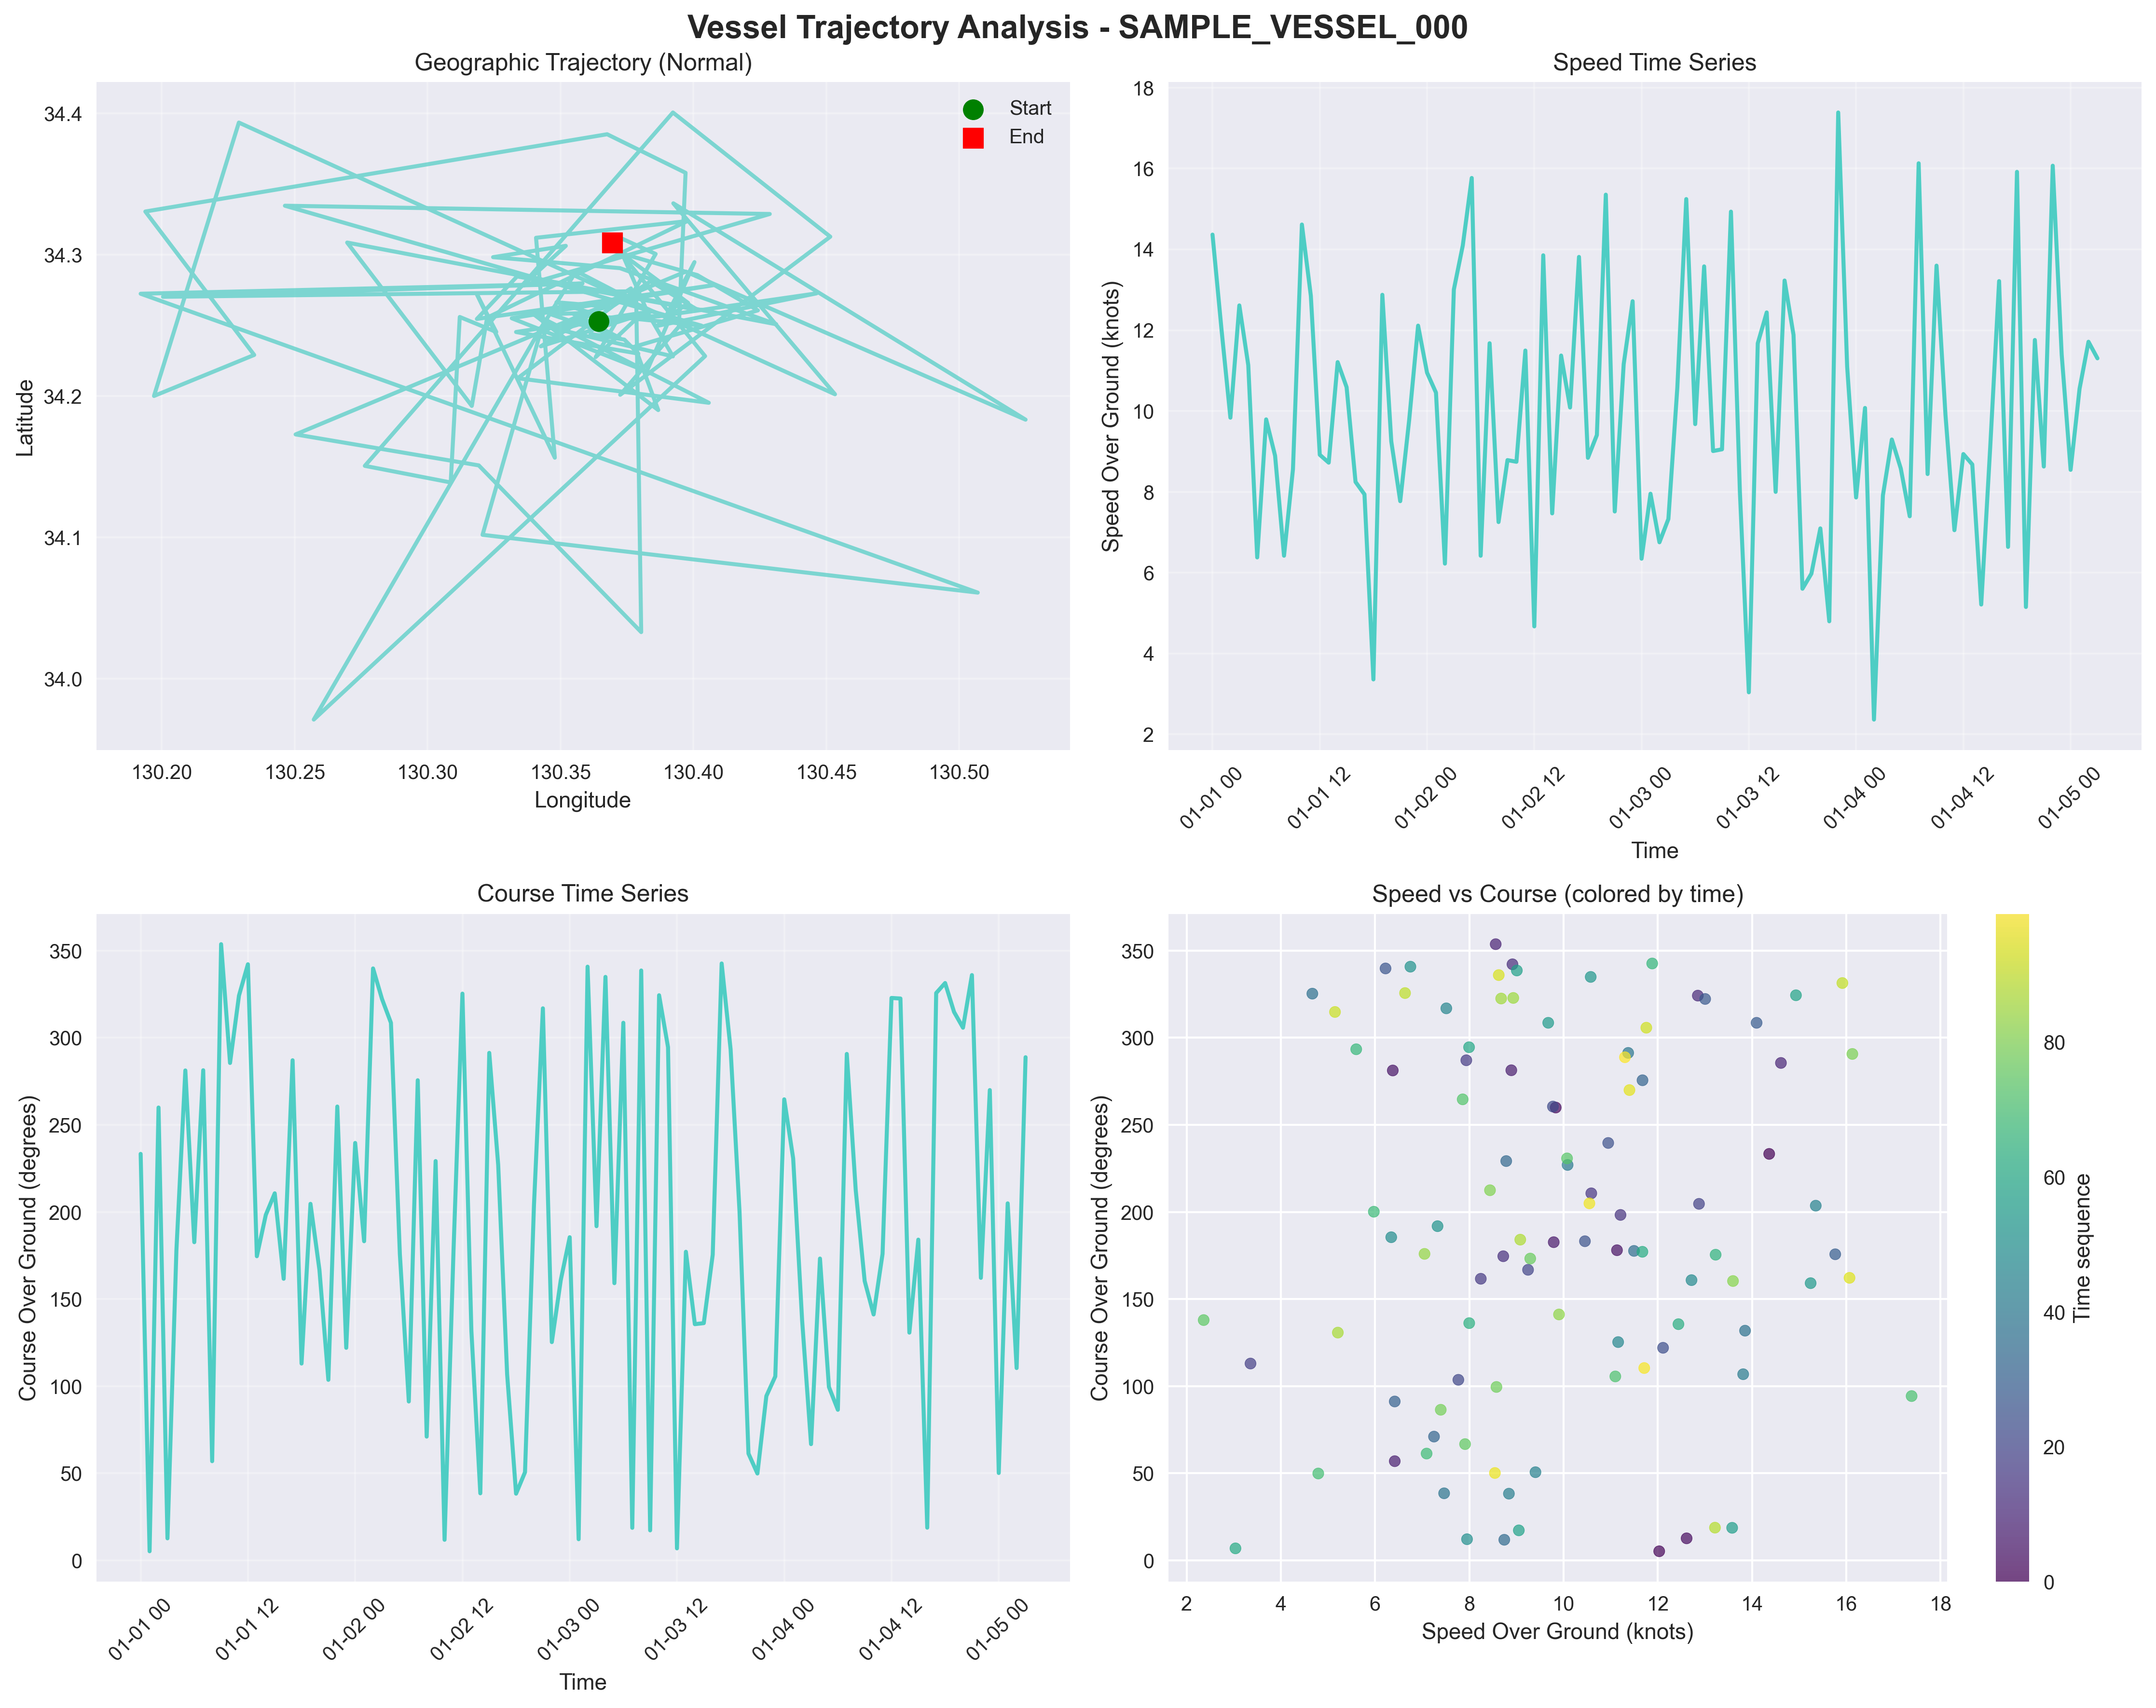 Vessel Trajectory Analysis - SAMPLE_VESSEL_000
Geographic Trajectory (Normal)
Start
End
34.4
34.3
34.2
34.1
34.0
Latitude
130.20 130.25 130.30 130.35 130.40 130.45 130.50
Longitude
Speed Time Series
18
16
14
12
10
8
6
4
2
Speed Over Ground (knots)
01-01 00 01-01 12 01-02 00 01-02 12 01-03 00 01-03 12 01-04 00 01-04 12 01-05 00
Time
Course Time Series
350
300
250
200
150
100
50
0
Course Over Ground (degrees)
01-01 00 01-01 12 01-02 00 01-02 12 01-03 00 01-03 12 01-04 00 01-04 12 01-05 00
Time
Speed vs Course (colored by time)
350
300
250
200
150
100
50
0
Course Over Ground (degrees)
2 4 6 8 10 12 14 16 18
Speed Over Ground (knots)
80
60
40
20
0
Time sequence